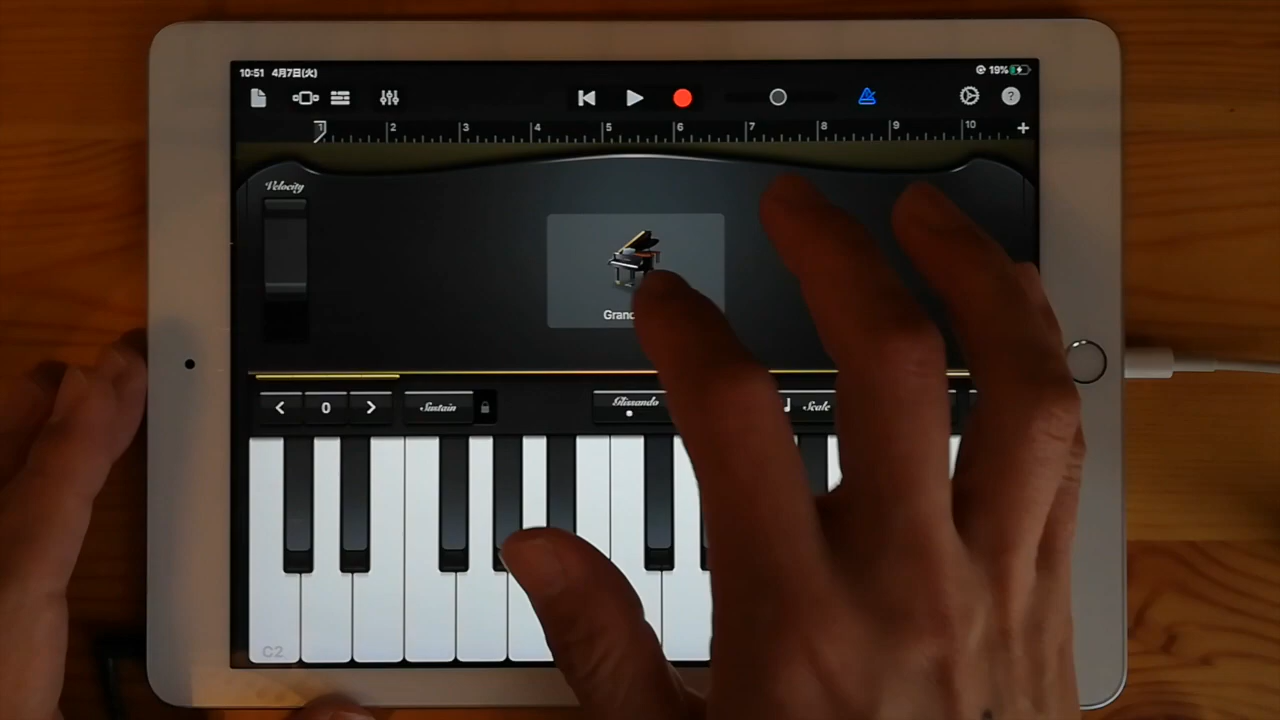 10:51 4月7日(火)
19%
?
1 2 3 4 5 6 7 8 9 10 +
Velocity
Grand
< 0 > Sustain Glissando Scale
C2